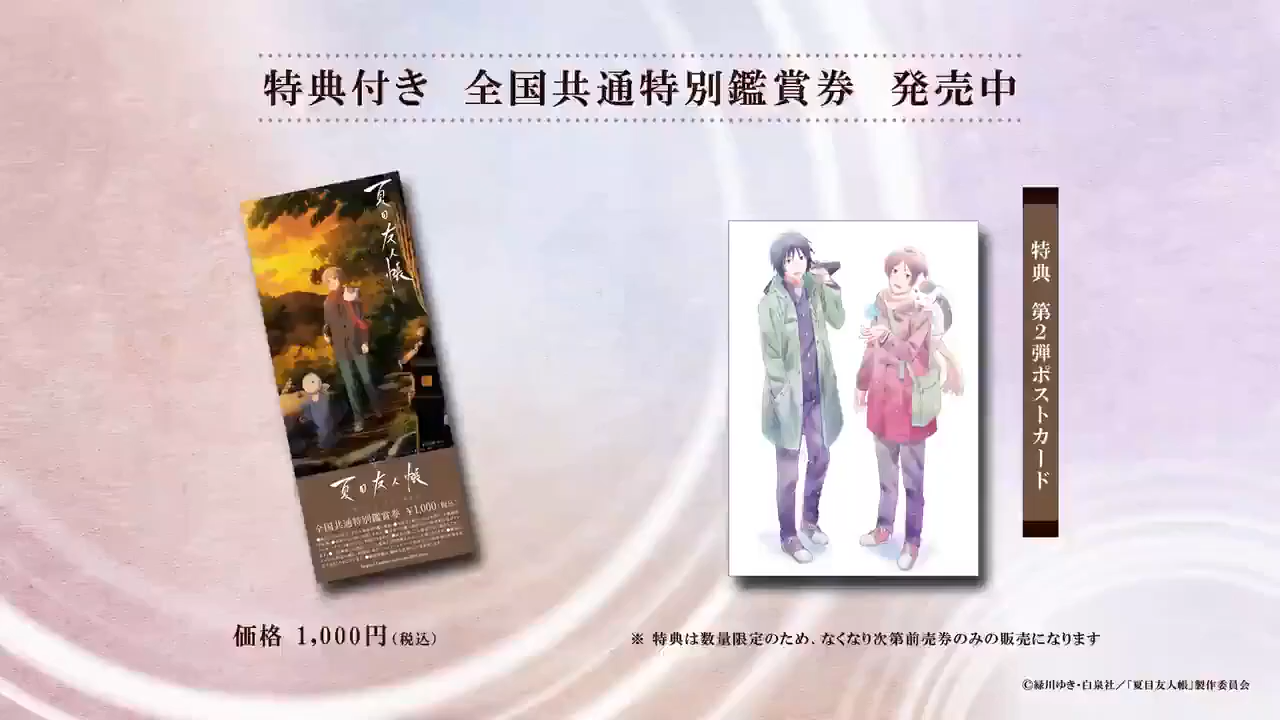 特典付き 全国共通特別鑑賞券 発売中
夏目友人帳
夏目友人帳
全国共通特別鑑賞券 ¥1,000(税込)
特典 第2弾ポストカード
価格 1,000円(税込)
※ 特典は数量限定のため、なくなり次第前売券のみの販売になります
©緑川ゆき・白泉社／「夏目友人帳」製作委員会